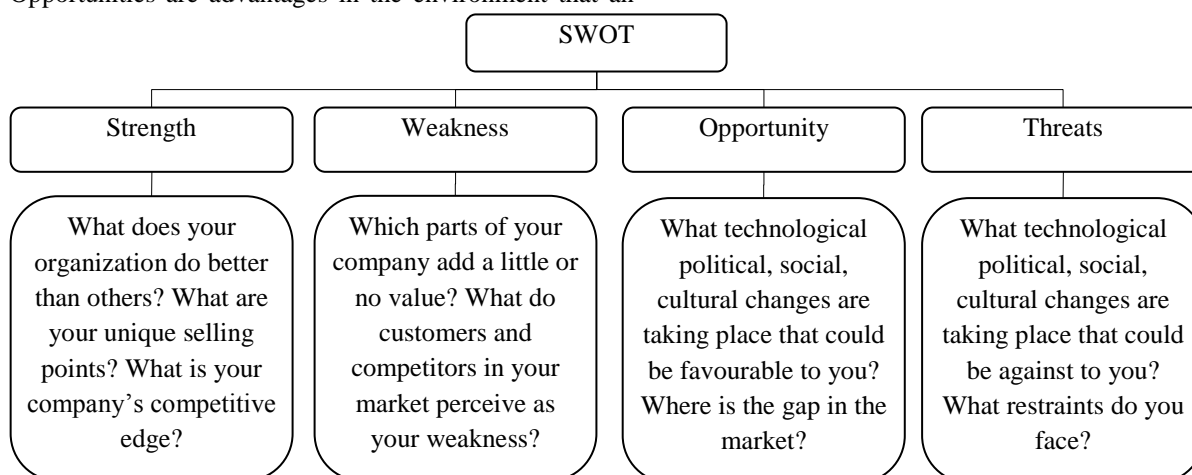 Opportunities are advantages in the environment that an
SWOT
Strength
Weakness
Opportunity
Threats
What does your
organization do better
than others? What are
your unique selling
points? What is your
company’s competitive
edge?
Which parts of your
company add a little or
no value? What do
customers and
competitors in your
market perceive as
your weakness?
What technological
political, social,
cultural changes are
taking place that could
be favourable to you?
Where is the gap in the
market?
What technological
political, social,
cultural changes are
taking place that could
be against to you?
What restraints do you
face?